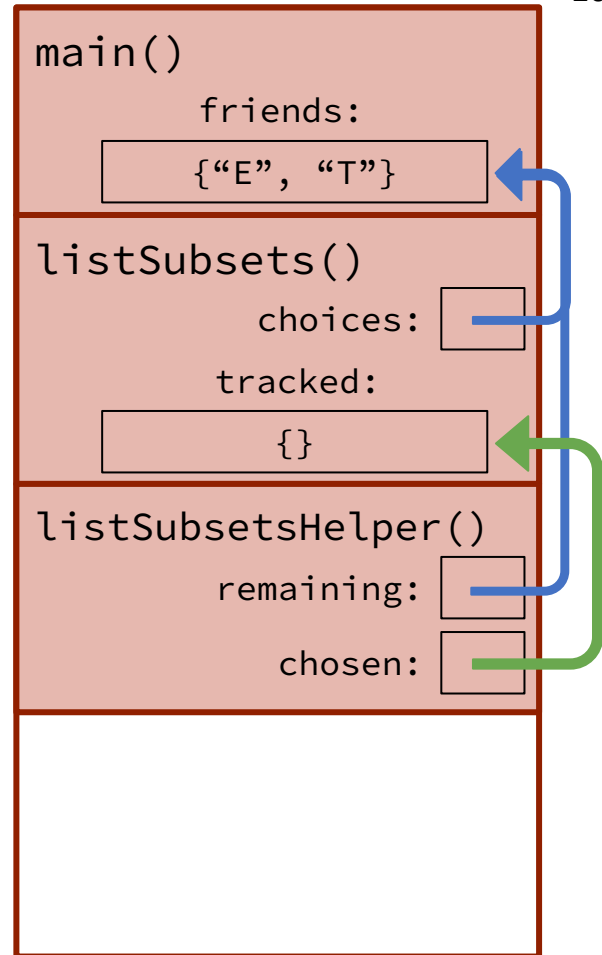 main()
friends:
{“E”, “T”}
listSubsets()
choices:
tracked:
{}
listSubsetsHelper()
remaining:
chosen: